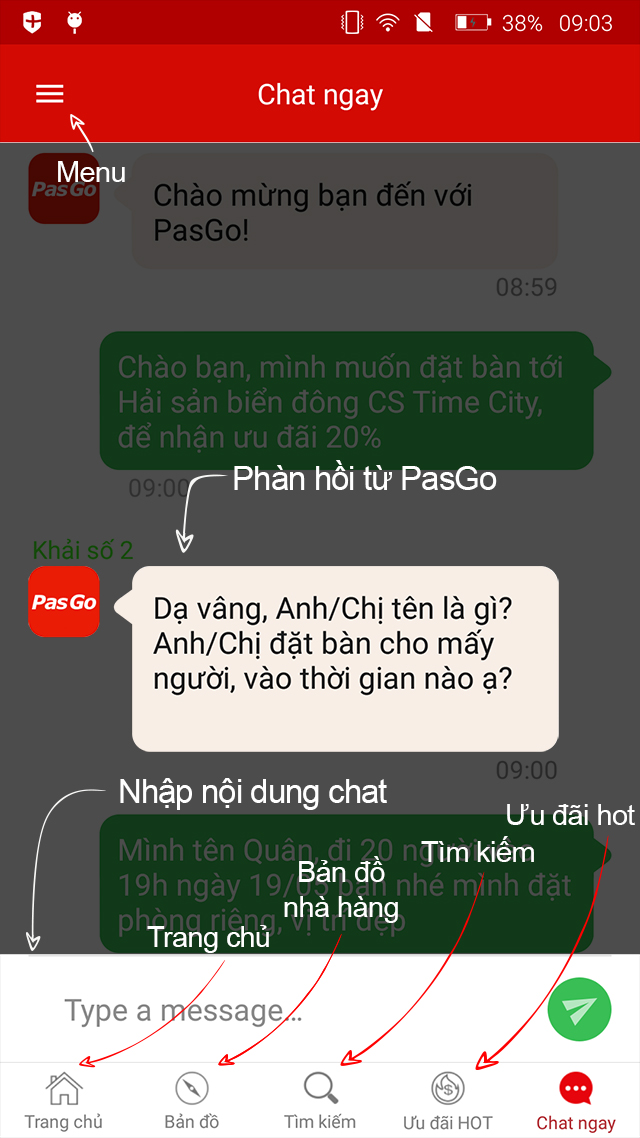 38% 09:03
Chat ngay
Menu
PasGo
Chào mừng bạn đến với
PasGo!
08:59
Chào bạn, mình muốn đặt bàn tới
Hải sản biển đông CS Time City,
để nhận ưu đãi 20%
09:00
Phàn hồi từ PasGo
Khải số 2
PasGo
Dạ vâng, Anh/Chị tên là gì?
Anh/Chị đặt bàn cho mấy
người, vào thời gian nào ạ?
09:00
Nhập nội dung chat
Ưu đãi hot
Tìm kiếm
Bản đồ
nhà hàng
Trang chủ
Mình tên Quân, đi 20 người
19h ngày 19/05 bạn nhé mình đặt
phòng riêng, vị trí đẹp
Type a message...
Trang chủ
Bản đồ
Tìm kiếm
Ưu đãi HOT
Chat ngay